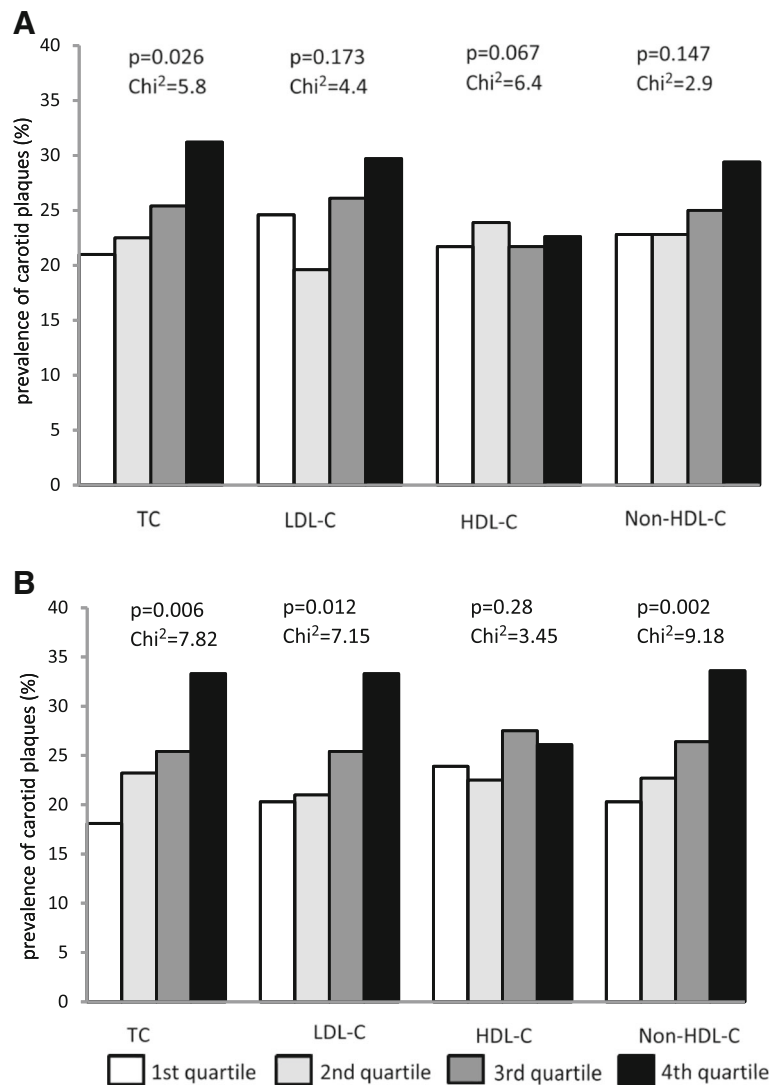 A
prevalence of carotid plaques (%)
40
35
30
25
20
15
10
5
0
p=0.026
Chi²=5.8
p=0.173
Chi²=4.4
p=0.067
Chi²=6.4
p=0.147
Chi²=2.9
TC
LDL-C
HDL-C
Non-HDL-C
B
prevalence of carotid plaques (%)
40
35
30
25
20
15
10
5
0
p=0.006
Chi²=7.82
p=0.012
Chi²=7.15
p=0.28
Chi²=3.45
p=0.002
Chi²=9.18
TC
LDL-C
HDL-C
Non-HDL-C
1st quartile
2nd quartile
3rd quartile
4th quartile